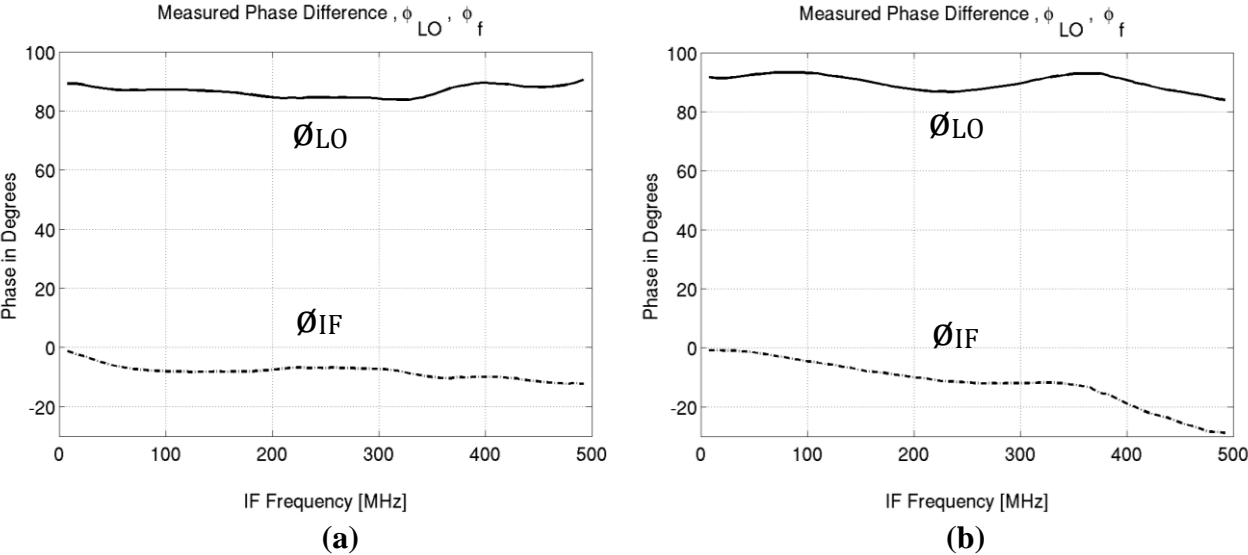 Measured Phase Difference , ϕ LO , ϕ f
100
80
60
40
20
0
-20
Phase in Degrees
ØLO
ØIF
0 100 200 300 400 500
IF Frequency [MHz]
(a)
Measured Phase Difference , ϕ LO , ϕ f
100
80
60
40
20
0
-20
Phase in Degrees
ØLO
ØIF
0 100 200 300 400 500
IF Frequency [MHz]
(b)